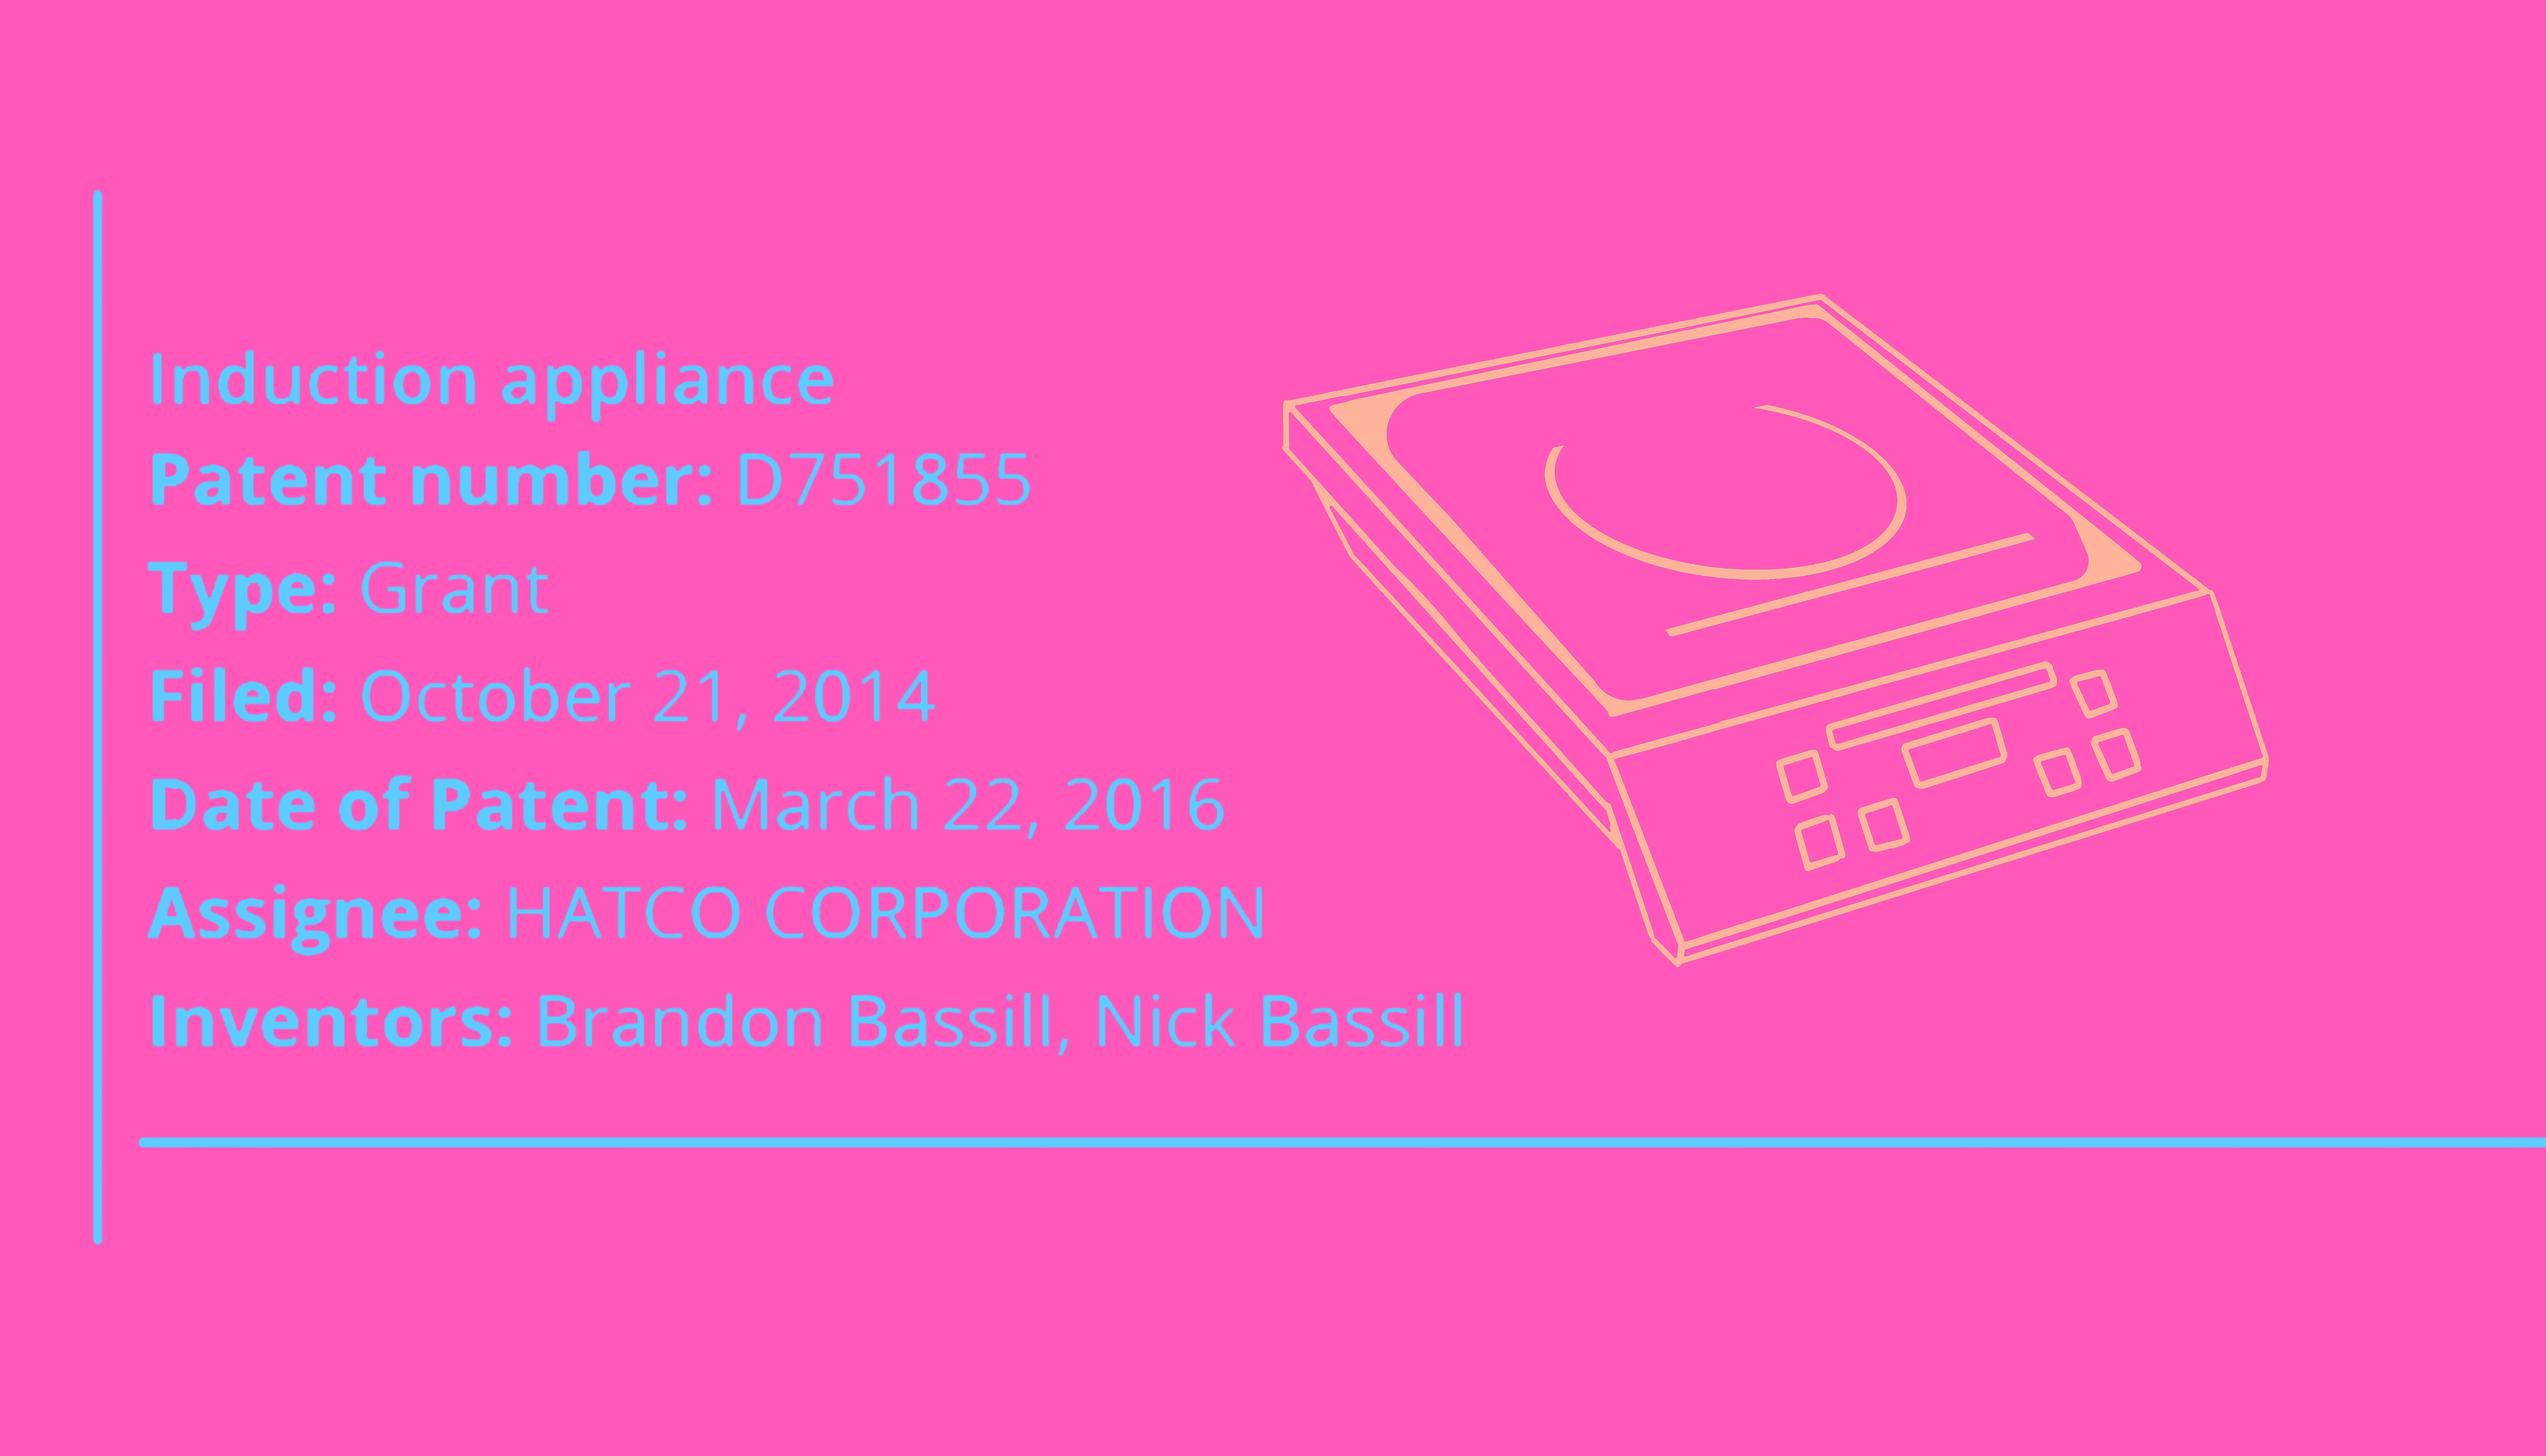 Induction appliance
Patent number: D751855
Type: Grant
Filed: October 21, 2014
Date of Patent: March 22, 2016
Assignee: HATCO CORPORATION
Inventors: Brandon Bassill, Nick Bassill